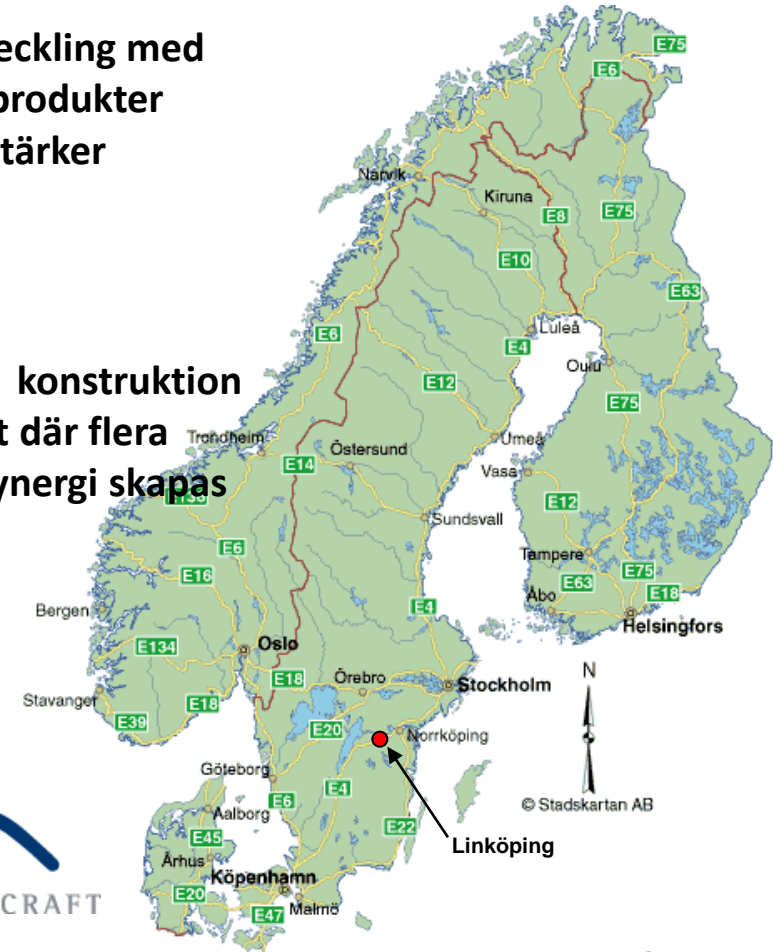 eckling med
produkter
tärker
konstruktion
t där flera
ynergi skapas
E75
E6
Narvik
Kiruna
E8
E75
E10
E63
E6
Luleå
E4
Oulu
E12
E75
Umeå
Trondheim
Östersund
E14
Vasa
E12
Sundsvall
E6
Tampere
E16
E63
E75
E18
Åbo
E4
Bergen
Helsingfors
E134
Oslo
N
E18
Örebro
Stockholm
Stavanger
E18
E39
E20
Norrköping
Göteborg
E4
E6
© Stadskartan AB
Aalborg
E22
Linköping
E45
Århus
Köpenhamn
CRAFT
E20
Malmö
E47